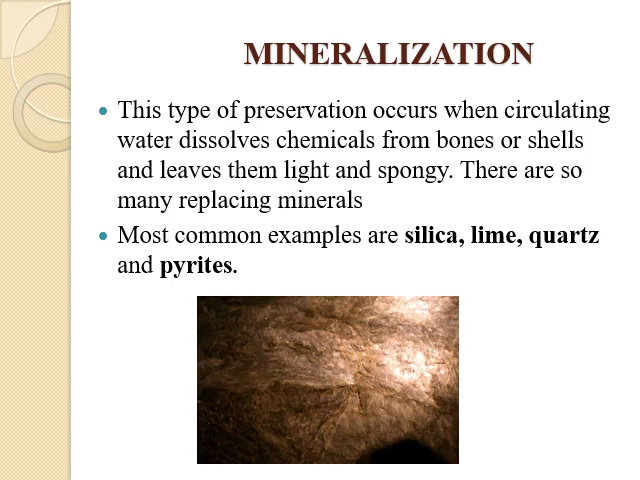 MINERALIZATION
This type of preservation occurs when circulating
water dissolves chemicals from bones or shells
and leaves them light and spongy. There are so
many replacing minerals
Most common examples are silica, lime, quartz
and pyrites.